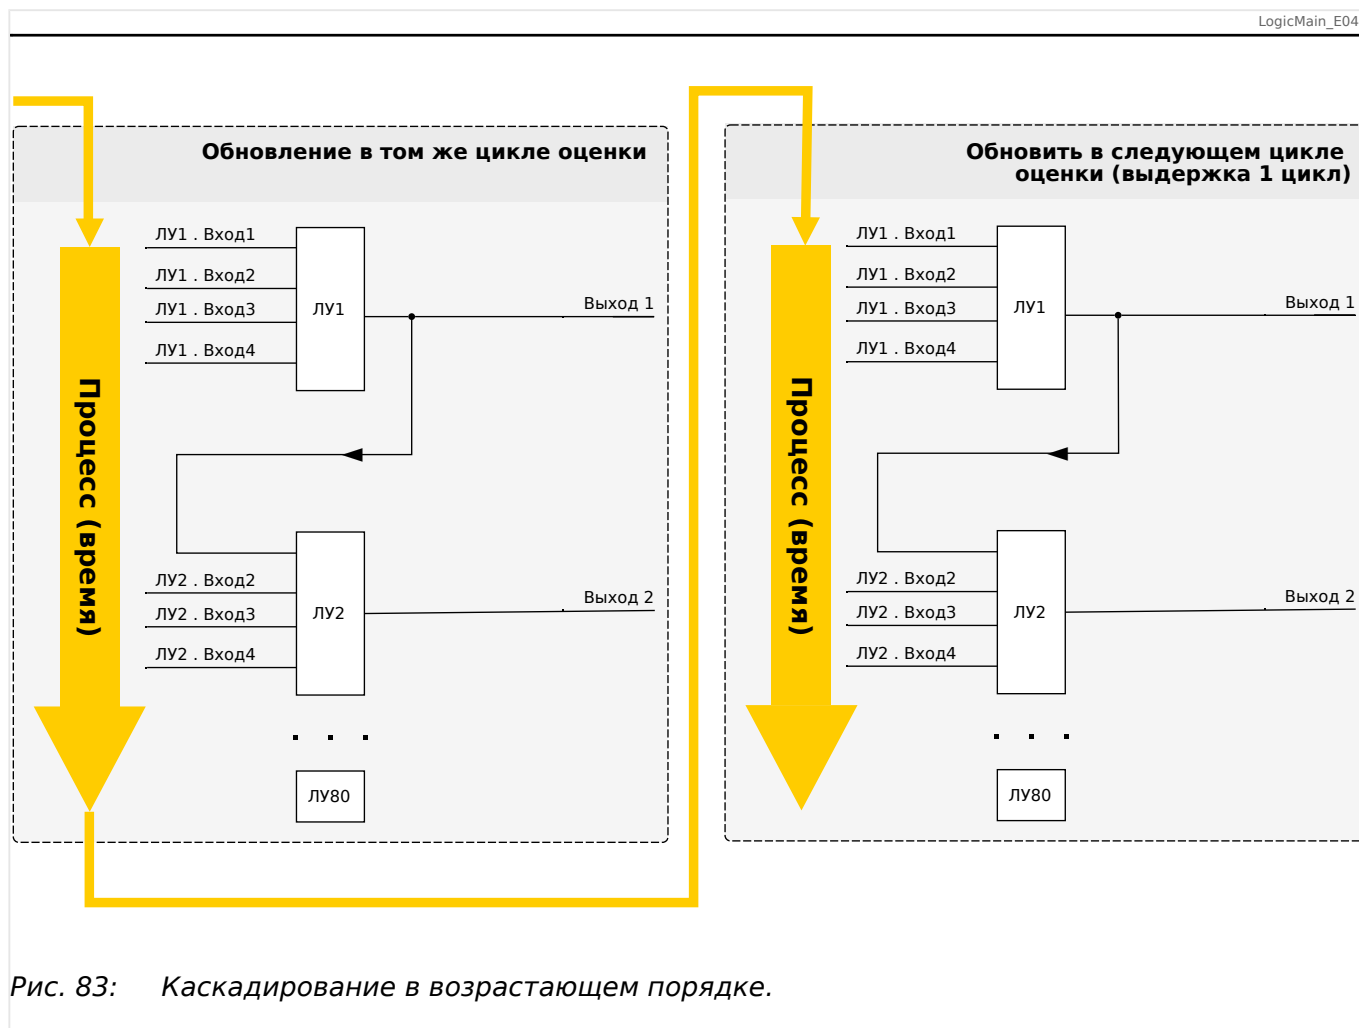 LogicMain_E04
Обновление в том же цикле оценки
ЛУ1 . Вход1
ЛУ1 . Вход2
ЛУ1 . Вход3
ЛУ1 . Вход4
ЛУ1
Выход 1
Процесс (время)
ЛУ2 . Вход2
ЛУ2 . Вход3
ЛУ2 . Вход4
ЛУ2
Выход 2
. . .
ЛУ80
Обновить в следующем цикле
оценки (выдержка 1 цикл)
ЛУ1 . Вход1
ЛУ1 . Вход2
ЛУ1 . Вход3
ЛУ1 . Вход4
ЛУ1
Выход 1
Процесс (время)
ЛУ2 . Вход2
ЛУ2 . Вход3
ЛУ2 . Вход4
ЛУ2
Выход 2
. . .
ЛУ80
Рис. 83: Каскадирование в возрастающем порядке.